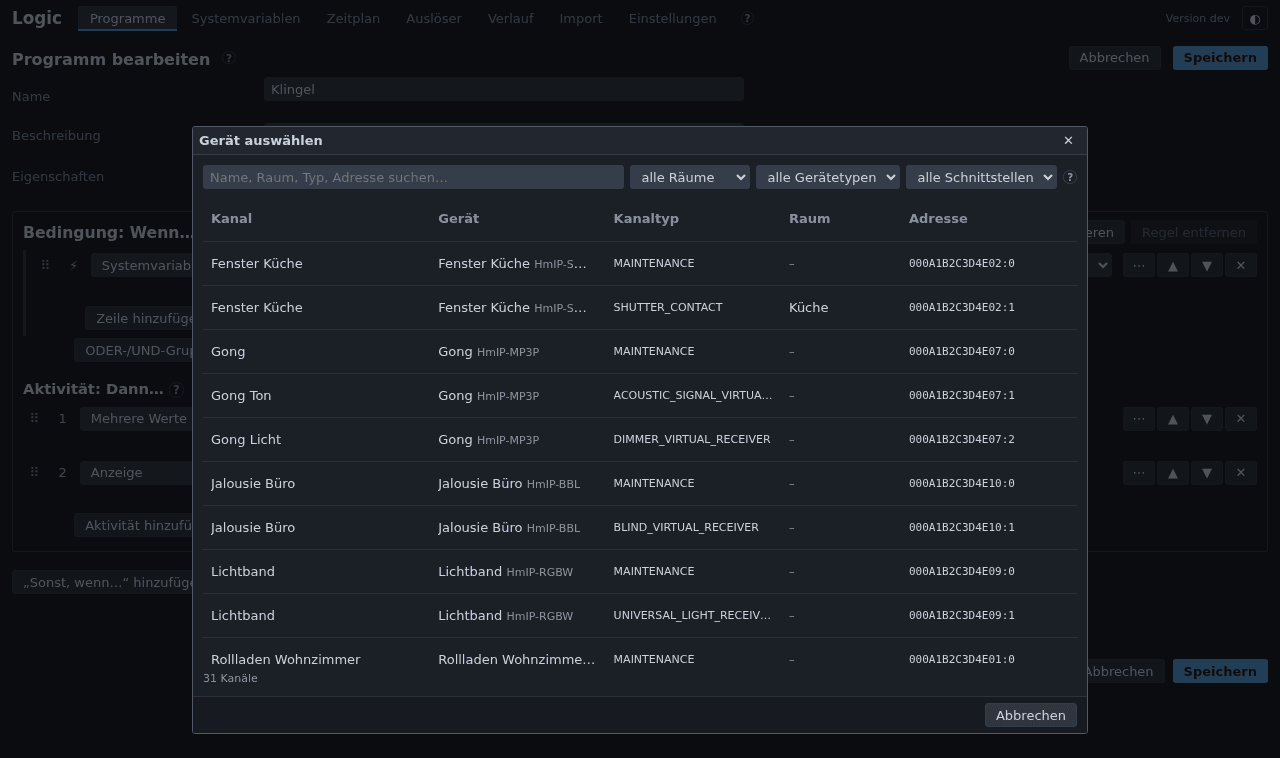 Logic Programme Systemvariablen Zeitplan Auslöser Verlauf Import Einstellungen ? Version dev
Programm bearbeiten ? Abbrechen Speichern
Name Klingel
Beschreibung
Eigenschaften
Gerät auswählen ✕
Name, Raum, Typ, Adresse suchen… alle Räume alle Gerätetypen alle Schnittstellen ?
Kanal Gerät Kanaltyp Raum Adresse
Fenster Küche Fenster Küche HmIP-S… MAINTENANCE – 000A1B2C3D4E02:0
Fenster Küche Fenster Küche HmIP-S… SHUTTER_CONTACT Küche 000A1B2C3D4E02:1
Gong Gong HmIP-MP3P MAINTENANCE – 000A1B2C3D4E07:0
Gong Ton Gong HmIP-MP3P ACOUSTIC_SIGNAL_VIRTUA… – 000A1B2C3D4E07:1
Gong Licht Gong HmIP-MP3P DIMMER_VIRTUAL_RECEIVER – 000A1B2C3D4E07:2
Jalousie Büro Jalousie Büro HmIP-BBL MAINTENANCE – 000A1B2C3D4E10:0
Jalousie Büro Jalousie Büro HmIP-BBL BLIND_VIRTUAL_RECEIVER – 000A1B2C3D4E10:1
Lichtband Lichtband HmIP-RGBW MAINTENANCE – 000A1B2C3D4E09:0
Lichtband Lichtband HmIP-RGBW UNIVERSAL_LIGHT_RECEIV… – 000A1B2C3D4E09:1
Rollladen Wohnzimmer Rollladen Wohnzimme… MAINTENANCE – 000A1B2C3D4E01:0
31 Kanäle
Abbrechen
Bedingung: Wenn… eren Regel entfernen
Systemvariab
Zeile hinzufüge
ODER-/UND-Grup
Aktivität: Dann… ?
1 Mehrere Werte
2 Anzeige
Aktivität hinzufü
„Sonst, wenn…“ hinzufüge
Abbrechen Speichern